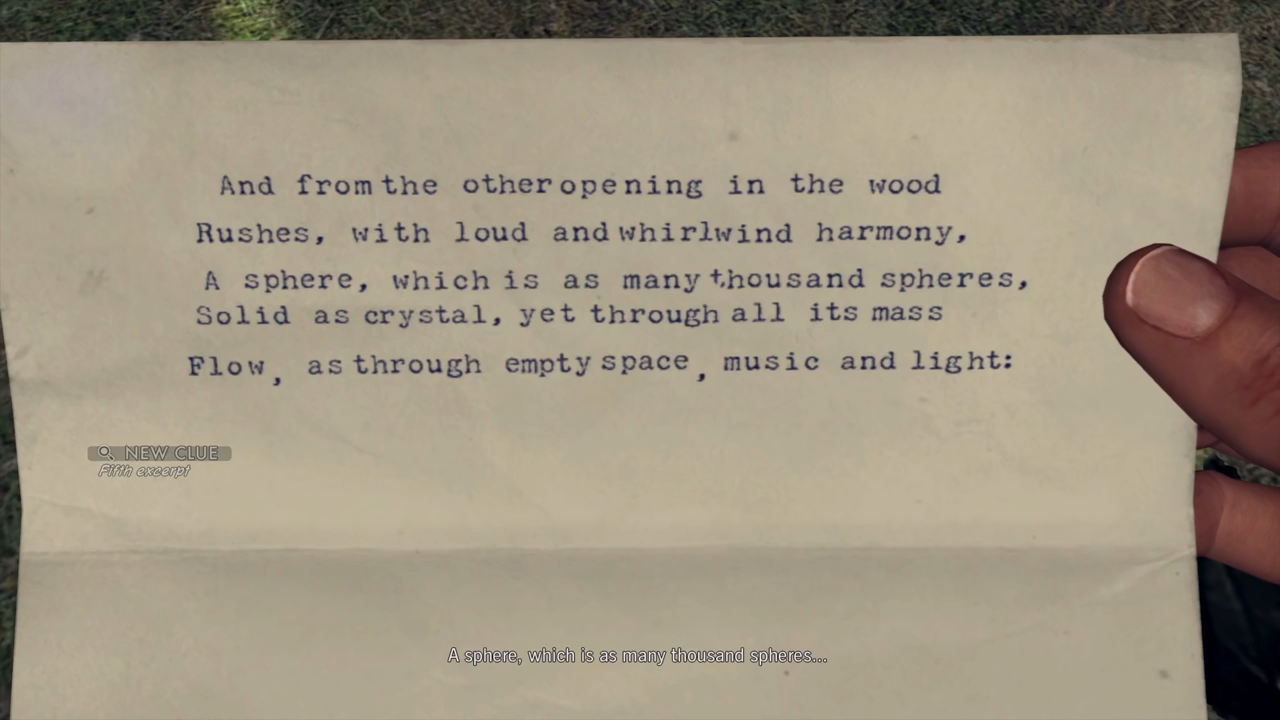 And from the other opening in the wood
Rushes, with loud and whirlwind harmony,
A sphere, which is as many thousand spheres,
Solid as crystal, yet through all its mass
Flow, as through empty space, music and light:
NEW CLUE
Fifth excerpt
A sphere, which is as many thousand spheres...